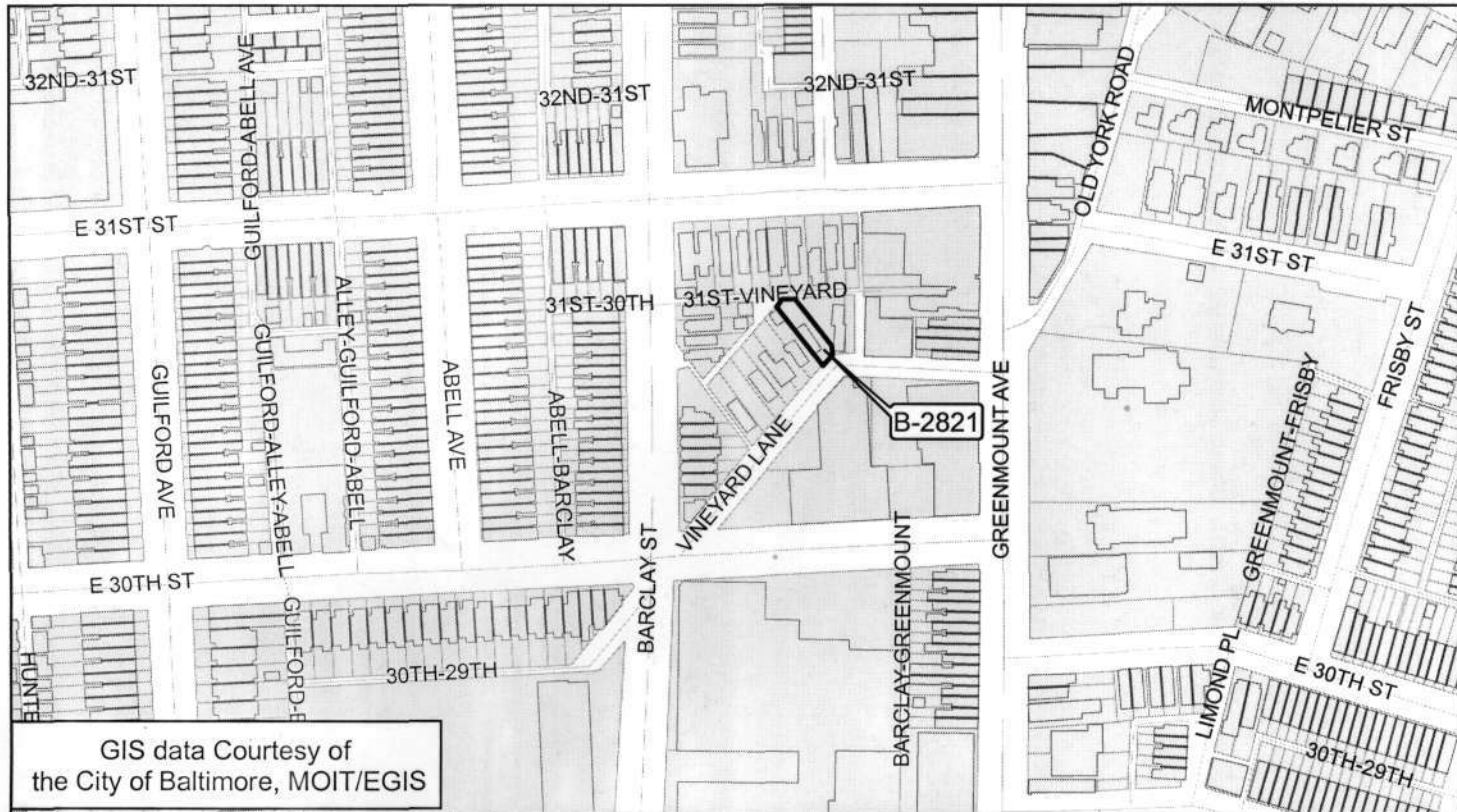 32ND-31ST
GUILFORD-ABELL AVE
32ND-31ST
32ND-31ST
OLD YORK ROAD
MONTPELIER ST
E 31ST ST
E 31ST ST
31ST-30TH
31ST-VINEYARD
GUILFORD AVE
GUILFORD-ALLEY-ABELL
ALLEY-GUILFORD-ABELL
ABELL AVE
ABELL-BARCLAY
BARCLAY ST
VINEYARD LANE
B-2821
BARCLAY-GREENMOUNT
GREENMOUNT AVE
GREENMOUNT-FRISBY
FRISBY ST
E 30TH ST
30TH-29TH
LIMOND PL
E 30TH ST
30TH-29TH
GIS data Courtesy of
the City of Baltimore, MOIT/EGIS